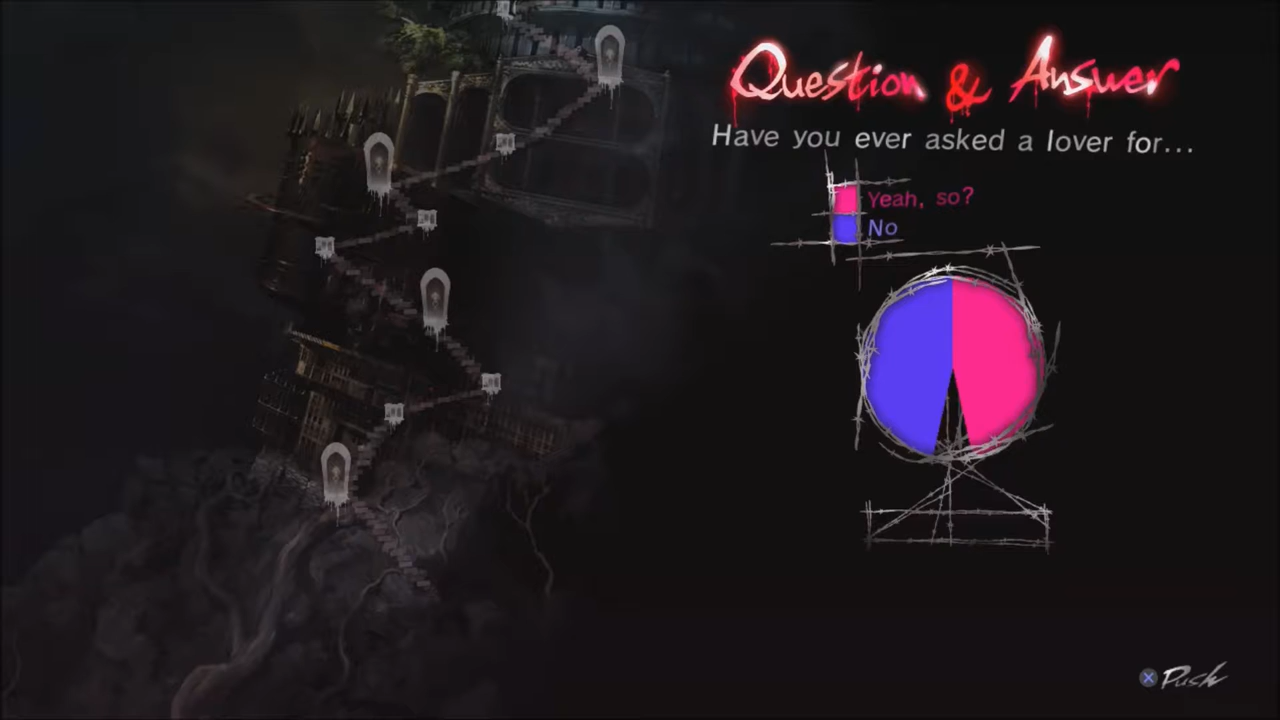 Question & Answer
Have you ever asked a lover for...
Yeah, so?
No
Push